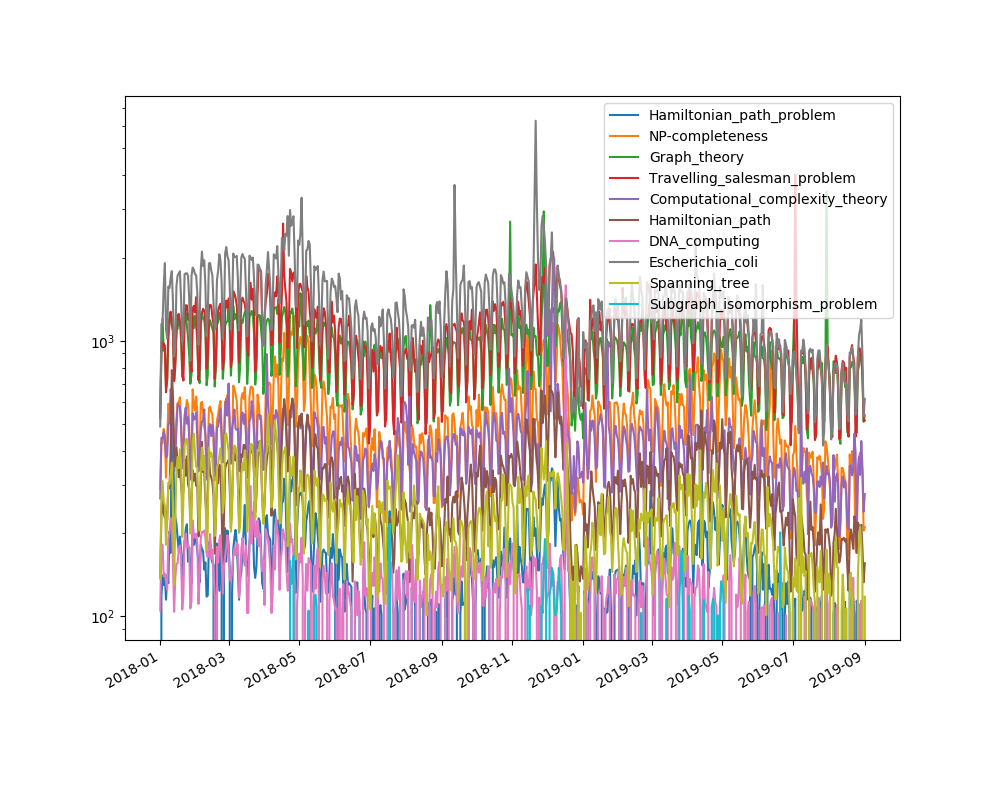 Hamiltonian_path_problem
NP-completeness
Graph_theory
Travelling_salesman_problem
Computational_complexity_theory
Hamiltonian_path
DNA_computing
Escherichia_coli
Spanning_tree
Subgraph_isomorphism_problem
10³
10²
2018-01
2018-03
2018-05
2018-07
2018-09
2018-11
2019-01
2019-03
2019-05
2019-07
2019-09